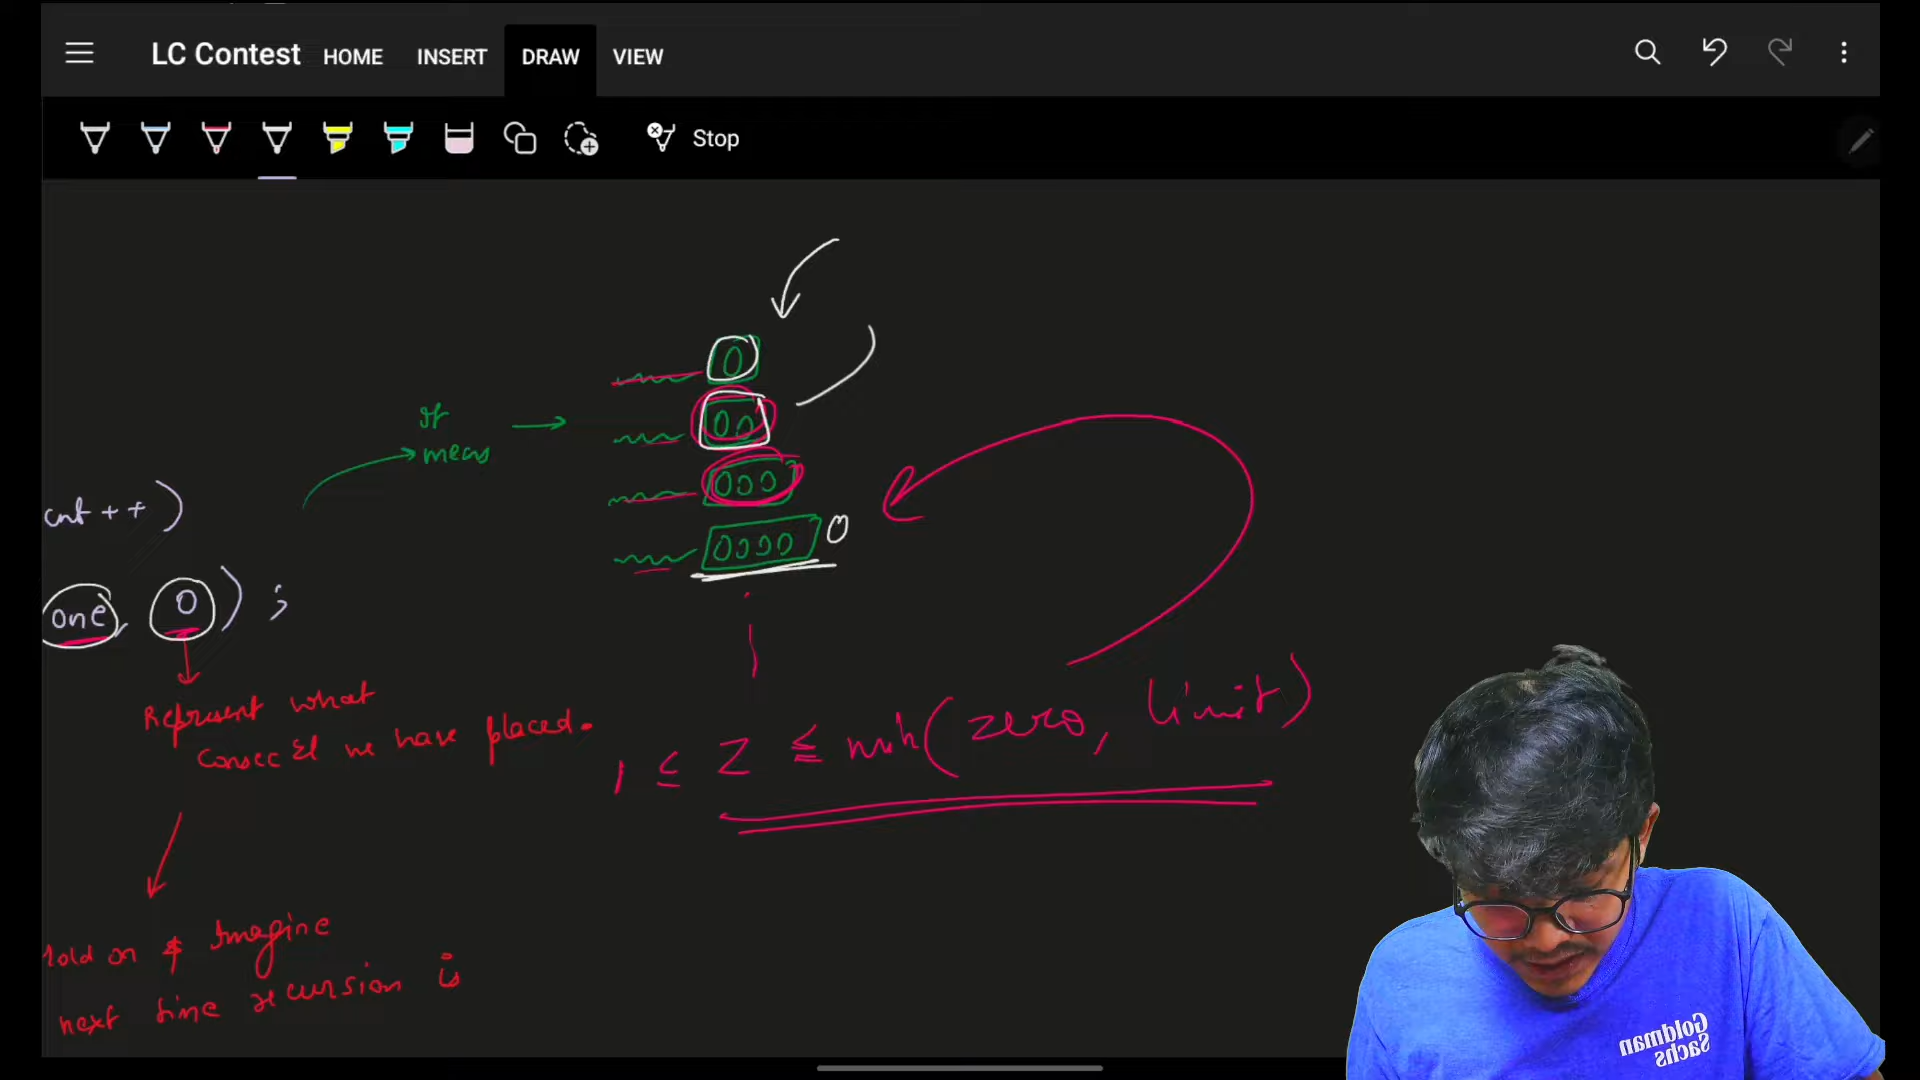 LC Contest HOME INSERT DRAW VIEW
Stop
0
00
000
0000 0
It
means
cnt ++ )
one, 0 ) ;
Represent what
consec el we have placed.
1 ≤ Z ≤ min(zero, limit)
Hold on & Imagine
next time recursion is
Goldman
Sachs